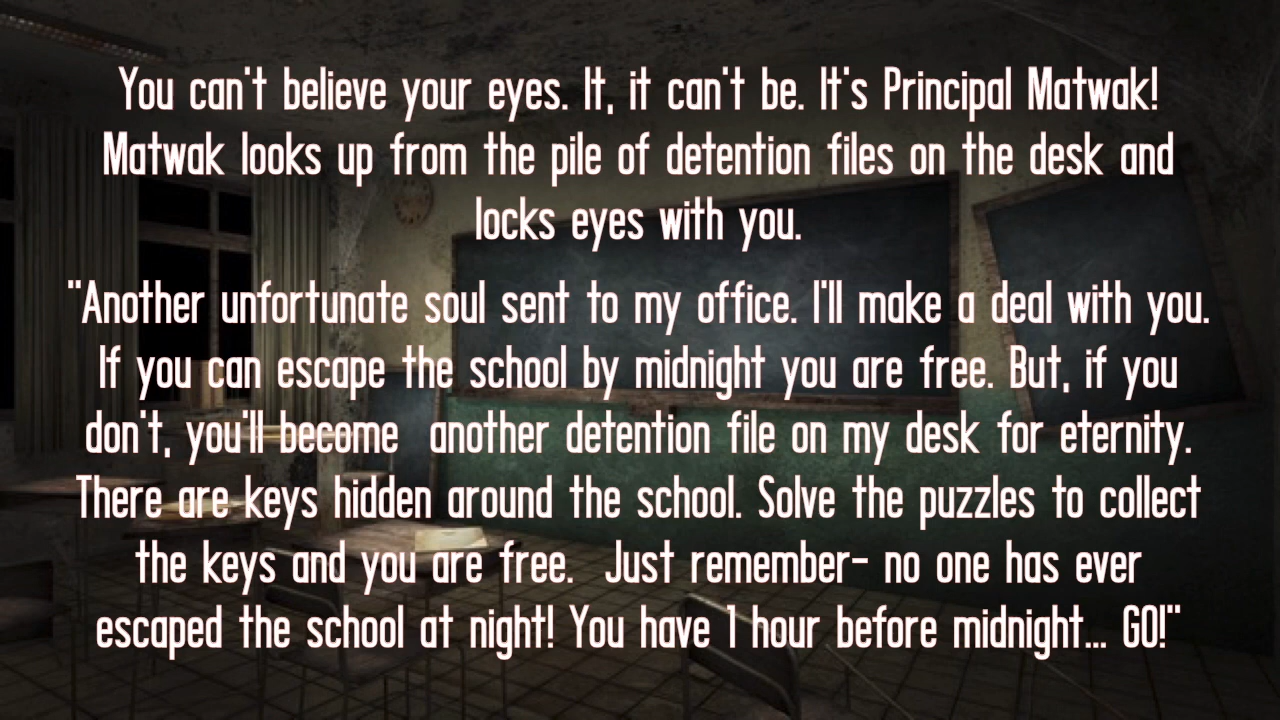 You can't believe your eyes. It, it can't be. It's Principal Matwak!
Matwak looks up from the pile of detention files on the desk and
locks eyes with you.
"Another unfortunate soul sent to my office. I'll make a deal with you.
If you can escape the school by midnight you are free. But, if you
don't, you'll become another detention file on my desk for eternity.
There are keys hidden around the school. Solve the puzzles to collect
the keys and you are free. Just remember- no one has ever
escaped the school at night! You have 1 hour before midnight... GO!"